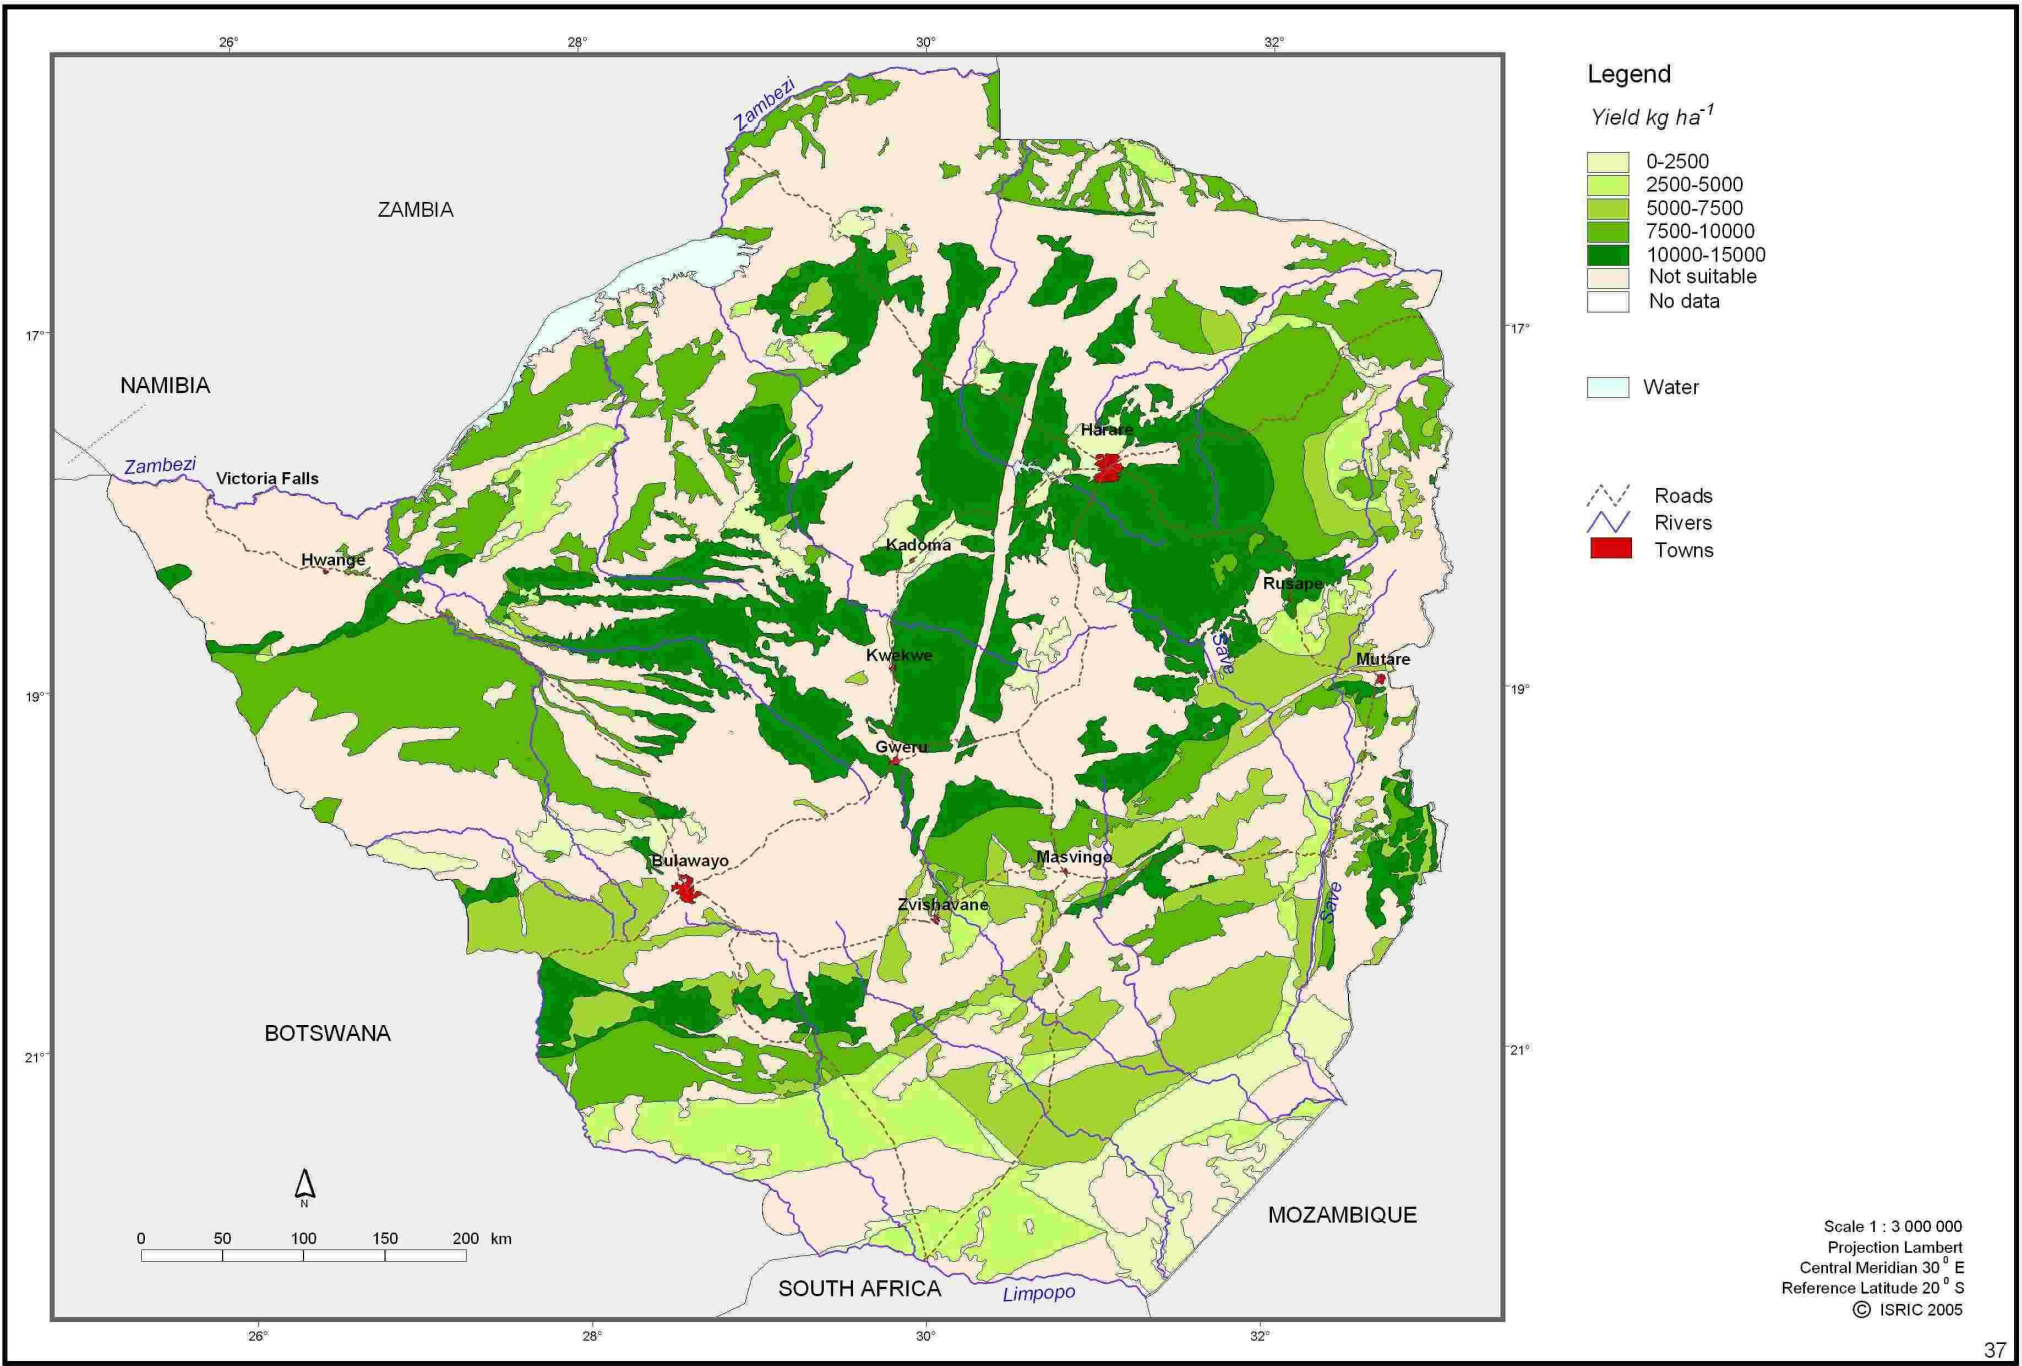 26°
28°
30°
32°
Legend
Yield kg ha-1
0-2500
2500-5000
5000-7500
7500-10000
10000-15000
Not suitable
No data
Water
Roads
Rivers
Towns
Zambezi
ZAMBIA
17°
17°
NAMIBIA
Harare
Zambezi
Victoria Falls
Hwange
Kadoma
Rusape
Kwekwe
Sava
Mutare
19°
19°
Gweru
Bulawayo
Masvingo
Zvishavane
Save
BOTSWANA
21°
21°
N
MOZAMBIQUE
0 50 100 150 200 km
SOUTH AFRICA
Limpopo
26°
28°
30°
32°
Scale 1 : 3 000 000
Projection Lambert
Central Meridian 30° E
Reference Latitude 20° S
© ISRIC 2005
37